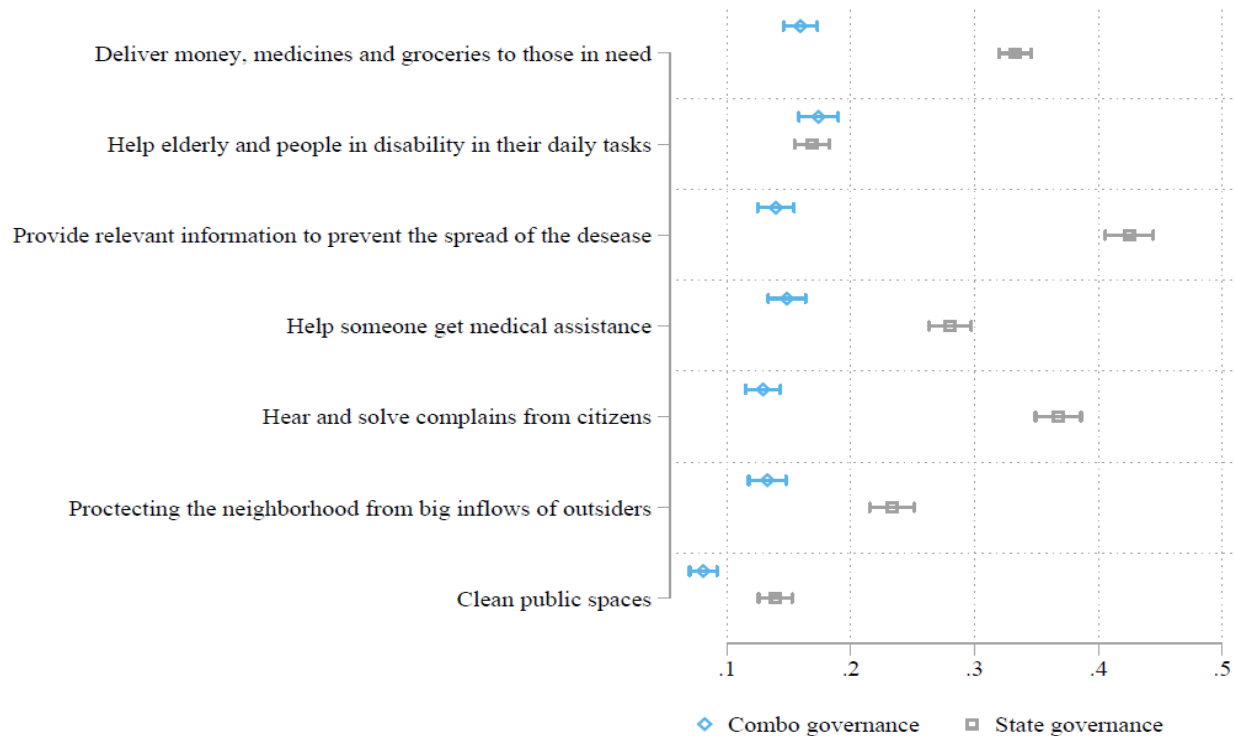 Deliver money, medicines and groceries to those in need
Help elderly and people in disability in their daily tasks
Provide relevant information to prevent the spread of the desease
Help someone get medical assistance
Hear and solve complains from citizens
Proctecting the neighborhood from big inflows of outsiders
Clean public spaces
.1 .2 .3 .4 .5
Combo governance State governance